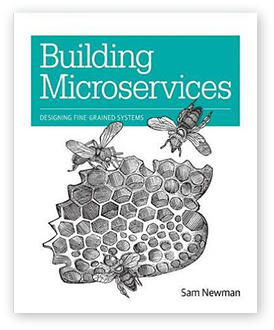 Building
Microservices
DESIGNING FINE-GRAINED SYSTEMS
Sam Newman